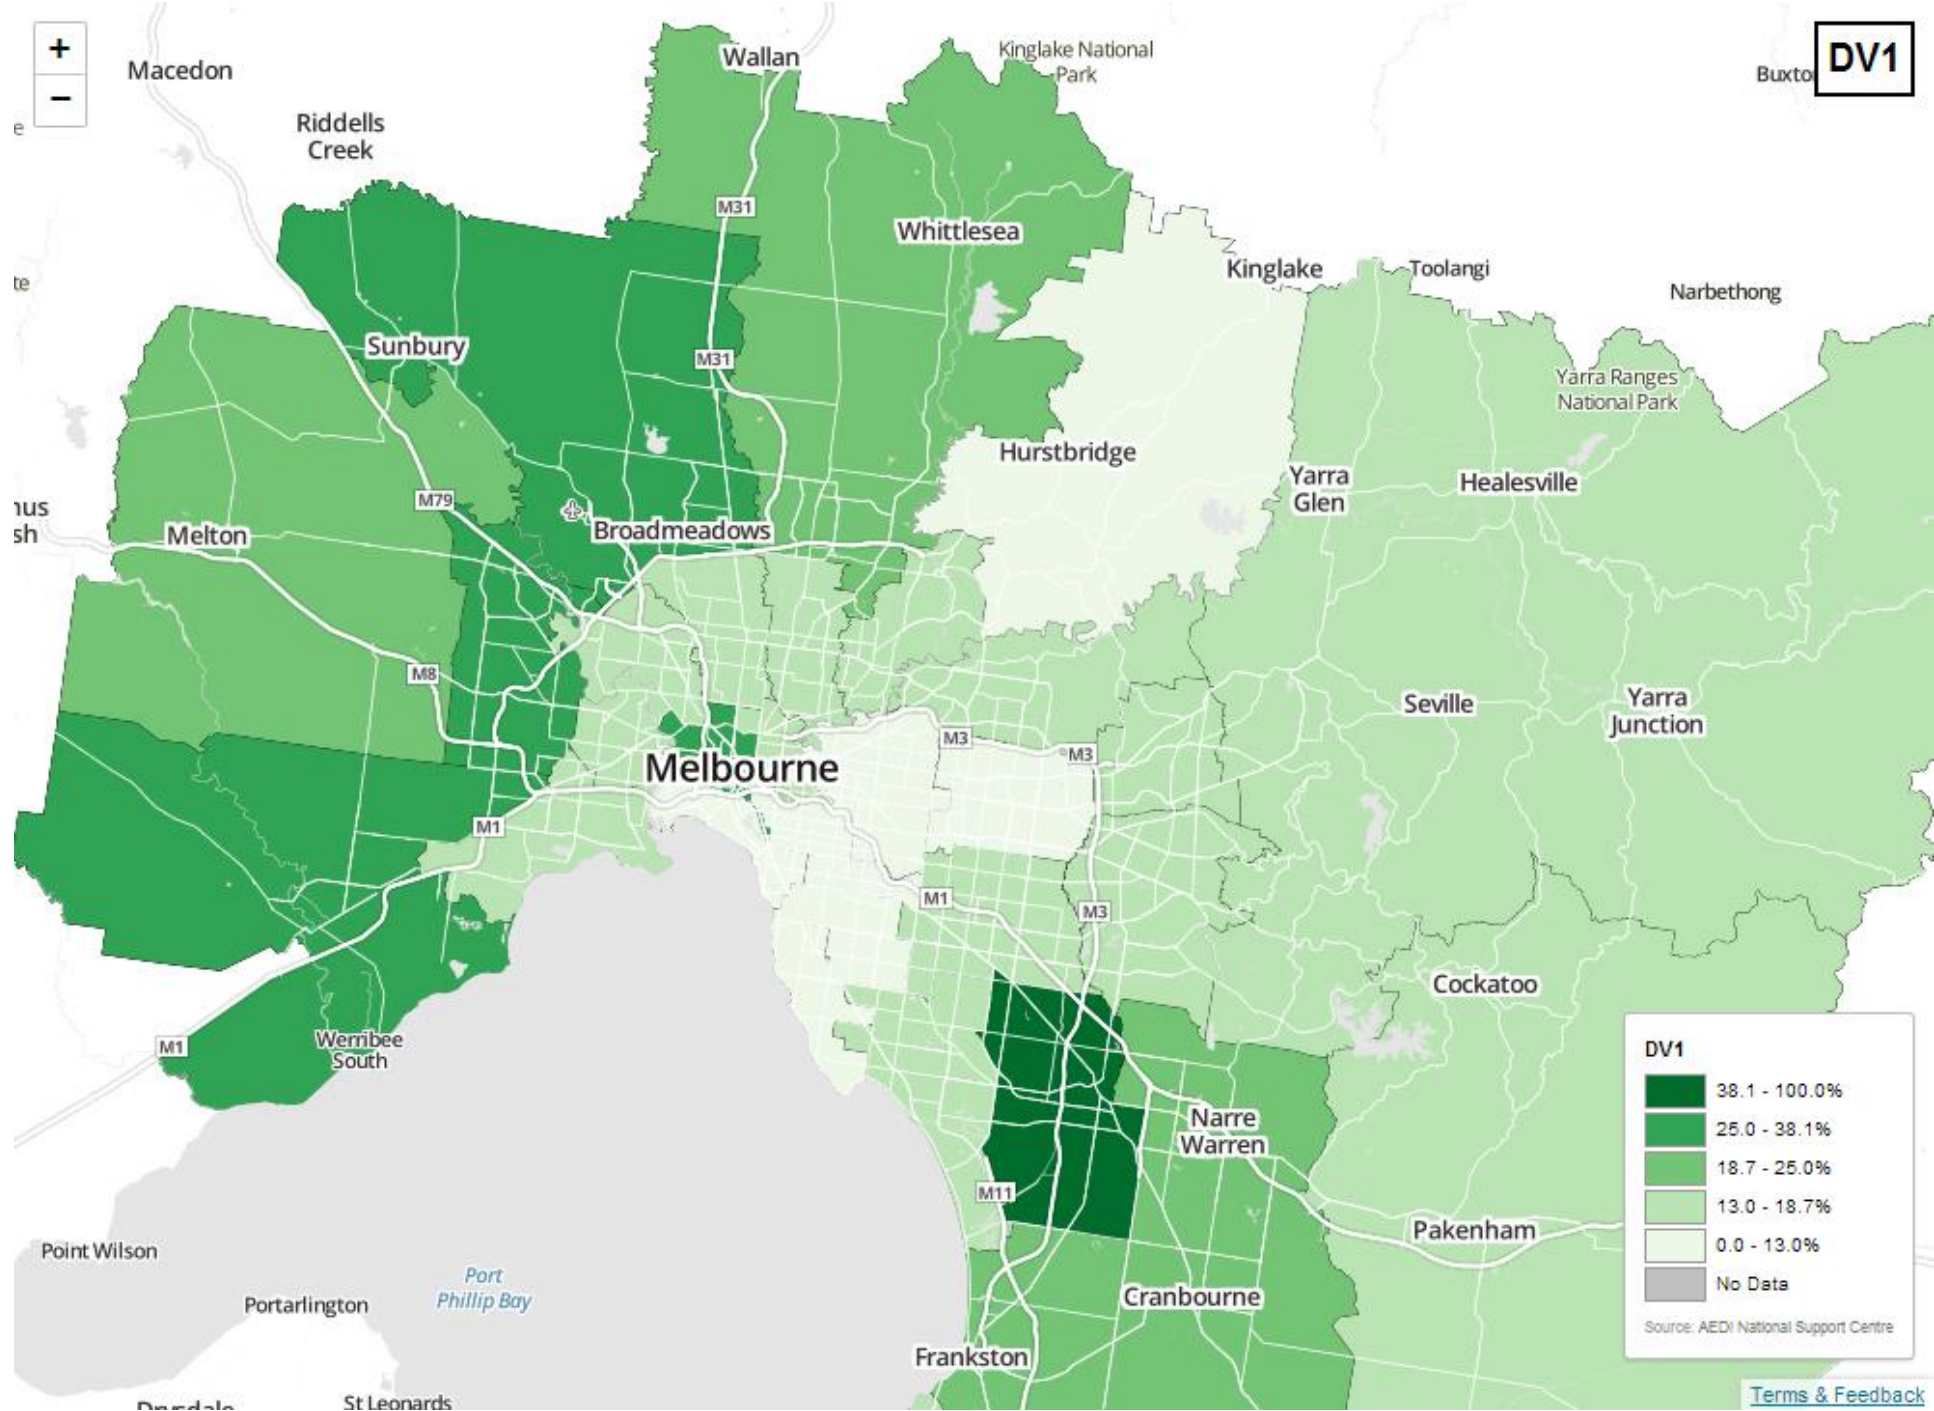 +
−
Macedon
Riddells
Creek
Wallan
Kinglake National
Park
DV1
M31
Whittlesea
Kinglake
Toolangi
Narbethong
Sunbury
M31
Yarra Ranges
National Park
Hurstbridge
Yarra
Glen
Healesville
M79
Melton
Broadmeadows
M8
Seville
Yarra
Junction
M3
M3
Melbourne
M1
M1
M3
Cockatoo
Werribee
South
M1
Narre
Warren
M11
Pakenham
Point Wilson
Port
Phillip Bay
Portarlington
Cranbourne
Frankston
St Leonards
DV1
38.1 - 100.0%
25.0 - 38.1%
18.7 - 25.0%
13.0 - 18.7%
0.0 - 13.0%
No Data
Source: AEDI National Support Centre
Terms & Feedback